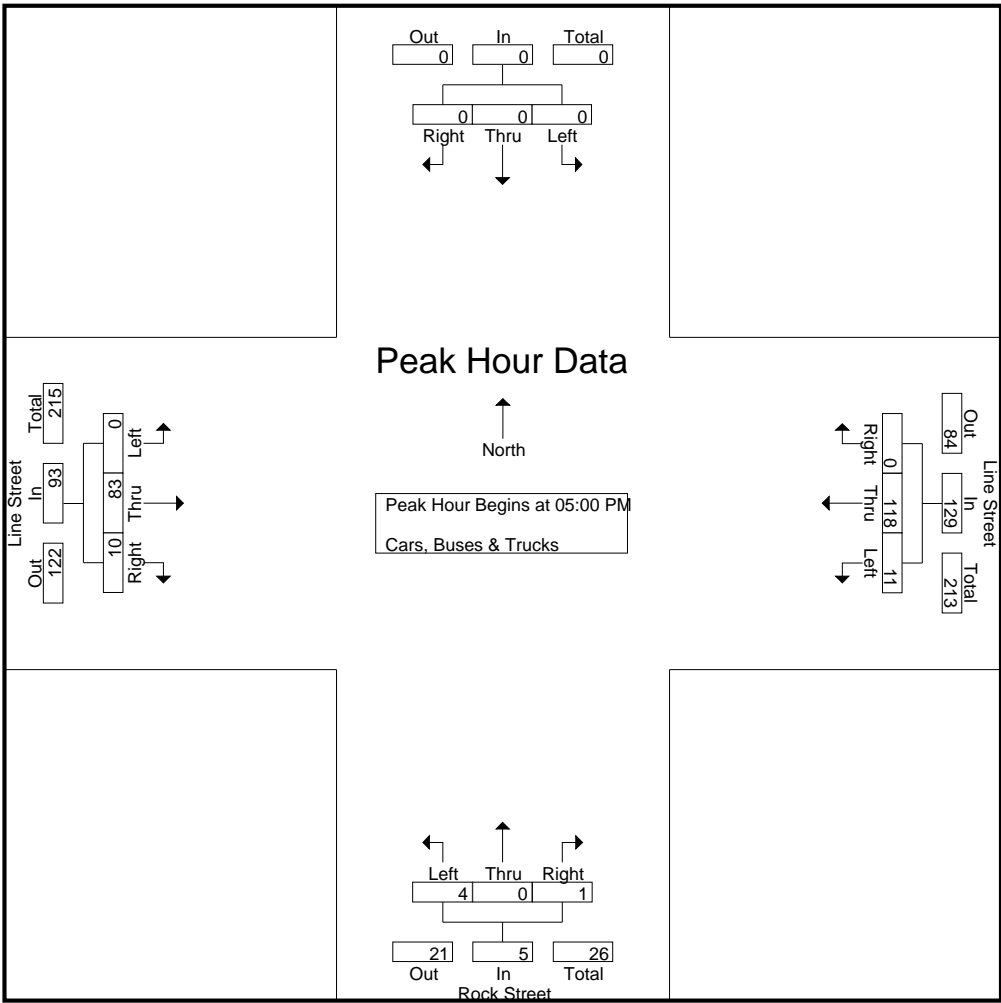 Out In Total
0 0 0
0 0 0
Right Thru Left
Peak Hour Data
North
Peak Hour Begins at 05:00 PM
Cars, Buses & Trucks
Line Street
Total In Out
215 93 122
0 83 10
Left Thru Right
Line Street
Out In Total
84 129 213
0 118 11
Right Thru Left
Left Thru Right
4 0 1
21 5 26
Out In Total
Rock Street